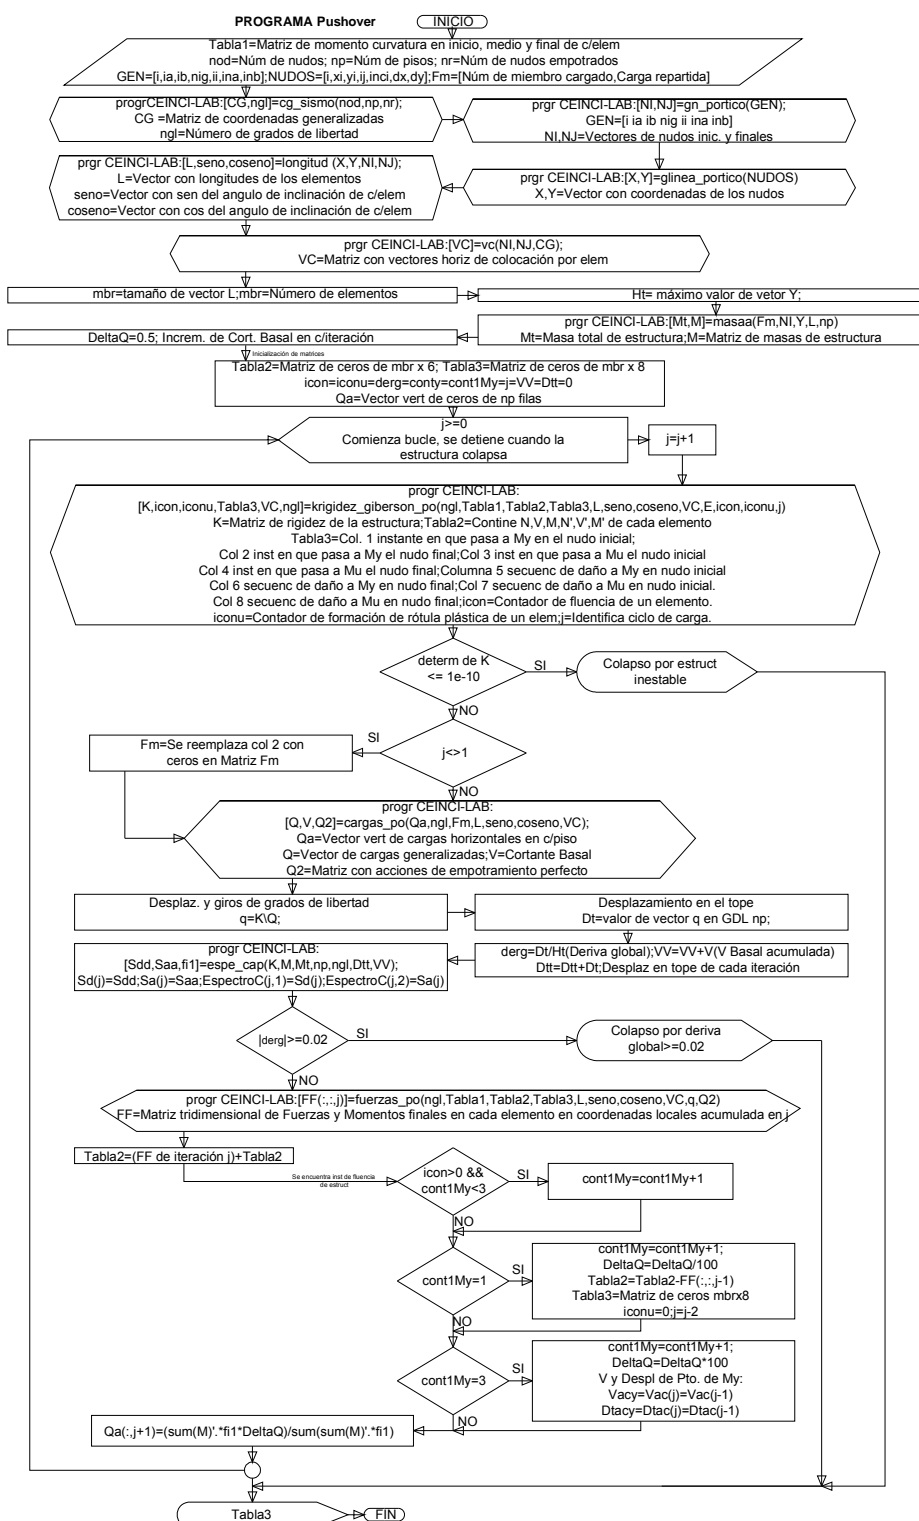 PROGRAMA Pushover
INICIO
Tabla1=Matriz de momento curvatura en inicio, medio y final de c/elem
nod=Núm de nudos; np=Núm de pisos; nr=Núm de nudos empotrados
GEN=[i,ia,ib,nig,ii,ina,inb];NUDOS=[i,xi,yi,ij,inci,dx,dy];Fm=[Núm de miembro cargado,Carga repartida]
progrCEINCI-LAB:[CG,ngl]=cg_sismo(nod,np,nr);
CG =Matriz de coordenadas generalizadas
ngl=Número de grados de libertad
prgr CEINCI-LAB:[NI,NJ]=gn_portico(GEN);
GEN=[i ia ib nig ii ina inb]
NI,NJ=Vectores de nudos inic. y finales
prgr CEINCI-LAB:[L,seno,coseno]=longitud (X,Y,NI,NJ);
L=Vector con longitudes de los elementos
seno=Vector con sen del angulo de inclinación de c/elem
coseno=Vector con cos del angulo de inclinación de c/elem
prgr CEINCI-LAB:[X,Y]=glinea_portico(NUDOS)
X,Y=Vector con coordenadas de los nudos
prgr CEINCI-LAB:[VC]=vc(NI,NJ,CG);
VC=Matriz con vectores horiz de colocación por elem
mbr=tamaño de vector L;mbr=Número de elementos
Ht= máximo valor de vetor Y;
prgr CEINCI-LAB:[Mt,M]=masaa(Fm,NI,Y,L,np)
Mt=Masa total de estructura;M=Matriz de masas de estructura
DeltaQ=0.5; Increm. de Cort. Basal en c/iteración
Inicialización de matrices
Tabla2=Matriz de ceros de mbr x 6; Tabla3=Matriz de ceros de mbr x 8
icon=iconu=derg=conty=cont1My=j=VV=Dtt=0
Qa=Vector vert de ceros de np filas
j>=0
Comienza bucle, se detiene cuando la
estructura colapsa
j=j+1
progr CEINCI-LAB:
[K,icon,iconu,Tabla3,VC,ngl]=krigidez_giberson_po(ngl,Tabla1,Tabla2,Tabla3,L,seno,coseno,VC,E,icon,iconu,j)
K=Matriz de rigidez de la estructura;Tabla2=Contine N,V,M,N',V',M' de cada elemento
Tabla3=Col. 1 instante en que pasa a My en el nudo inicial;
Col 2 inst en que pasa a My el nudo final;Col 3 inst en que pasa a Mu el nudo inicial
Col 4 inst en que pasa a Mu el nudo final;Columna 5 secuenc de daño a My en nudo inicial
Col 6 secuenc de daño a My en nudo final;Col 7 secuenc de daño a Mu en nudo inicial.
Col 8 secuenc de daño a Mu en nudo final;icon=Contador de fluencia de un elemento.
iconu=Contador de formación de rótula plástica de un elem;j=Identifica ciclo de carga.
determ de K
<= 1e-10
SI
Colapso por estruct
inestable
NO
j<>1
SI
Fm=Se reemplaza col 2 con
ceros en Matriz Fm
NO
progr CEINCI-LAB:
[Q,V,Q2]=cargas_po(Qa,ngl,Fm,L,seno,coseno,VC);
Qa=Vector vert de cargas horizontales en c/piso
Q=Vector de cargas generalizadas;V=Cortante Basal
Q2=Matriz con acciones de empotramiento perfecto
Desplaz. y giros de grados de libertad
q=K\Q;
Desplazamiento en el tope
Dt=valor de vector q en GDL np;
derg=Dt/Ht(Deriva global);VV=VV+V(V Basal acumulada)
Dtt=Dtt+Dt;Desplaz en tope de cada iteración
progr CEINCI-LAB:
[Sdd,Saa,fi1]=espe_cap(K,M,Mt,np,ngl,Dtt,VV);
Sd(j)=Sdd;Sa(j)=Saa;EspectroC(j,1)=Sd(j);EspectroC(j,2)=Sa(j)
|derg|>=0.02
SI
Colapso por deriva
global>=0.02
NO
progr CEINCI-LAB:[FF(:,:,j)]=fuerzas_po(ngl,Tabla1,Tabla2,Tabla3,L,seno,coseno,VC,q,Q2)
FF=Matriz tridimensional de Fuerzas y Momentos finales en cada elemento en coordenadas locales acumulada en j
Tabla2=(FF de iteración j)+Tabla2
Se encuentra inst de fluencia
de estruct
icon>0 &&
cont1My<3
SI
cont1My=cont1My+1
NO
cont1My=1
SI
cont1My=cont1My+1;
DeltaQ=DeltaQ/100
Tabla2=Tabla2-FF(:,:,j-1)
Tabla3=Matriz de ceros mbrx8
iconu=0;j=j-2
NO
cont1My=3
SI
cont1My=cont1My+1;
DeltaQ=DeltaQ*100
V y Despl de Pto. de My:
Vacy=Vac(j)=Vac(j-1)
Dtacy=Dtac(j)=Dtac(j-1)
NO
Qa(:,j+1)=(sum(M)'.*fi1*DeltaQ)/sum(sum(M)'.*fi1)
Tabla3
FIN